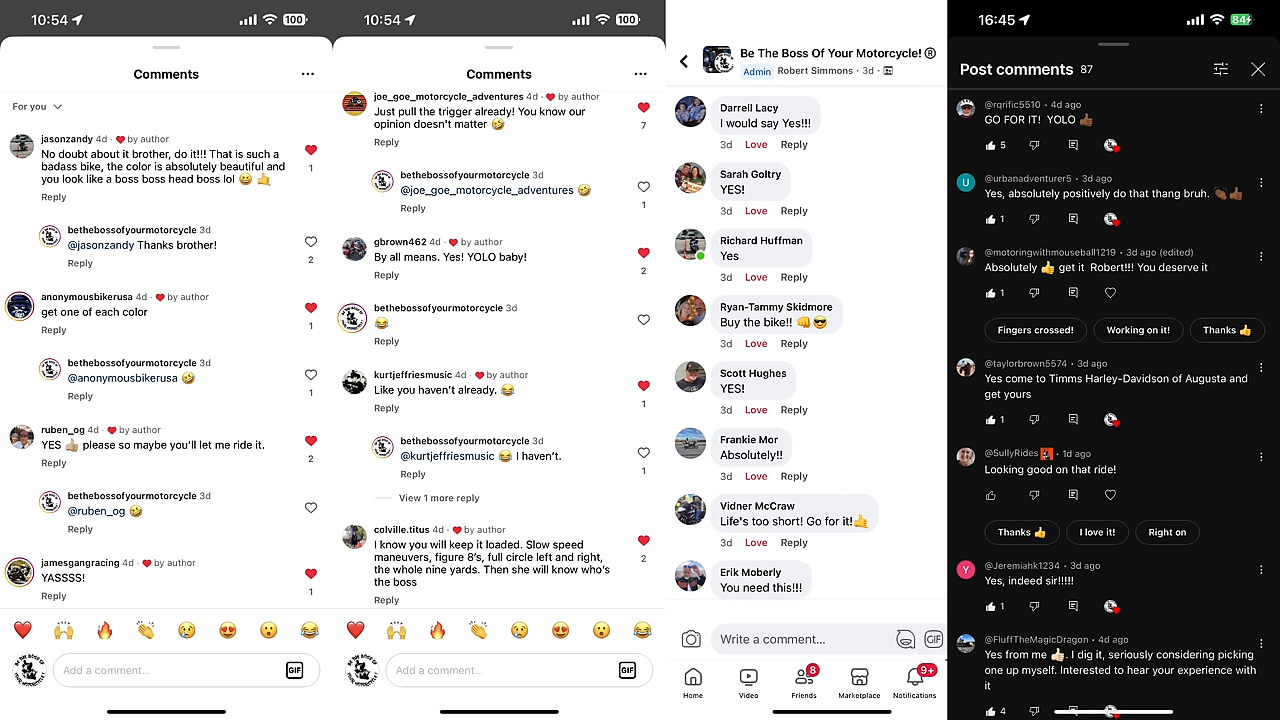 10:54
100
Comments
For you
jasonzandy 4d · ❤️ by author
No doubt about it brother, do it!!! That is such a
badass bike, the color is absolutely beautiful and
you look like a boss boss head boss lol 😆 🤙
1
Reply
bethebossofyourmotorcycle 3d
@jasonzandy Thanks brother!
2
Reply
anonymousbikerusa 4d · ❤️ by author
get one of each color
1
Reply
bethebossofyourmotorcycle 3d
@anonymousbikerusa 🤣
1
Reply
ruben_og 4d · ❤️ by author
YES 👍🏼 please so maybe you'll let me ride it.
2
Reply
bethebossofyourmotorcycle 3d
@ruben_og 🤣
Reply
jamesgangracing 4d · ❤️ by author
YASSSS!
1
Reply
Add a comment...
GIF
10:54
100
Comments
joe_goe_motorcycle_adventures 4d · ❤️ by author
Just pull the trigger already! You know our
opinion doesn't matter 🤣
7
Reply
bethebossofyourmotorcycle 3d
@joe_goe_motorcycle_adventures 🤣
1
Reply
gbrown462 4d · ❤️ by author
By all means. Yes! YOLO baby!
2
Reply
bethebossofyourmotorcycle 3d
😂
Reply
kurtjeffriesmusic 4d · ❤️ by author
Like you haven't already. 😂
1
Reply
bethebossofyourmotorcycle 3d
@kurtjeffriesmusic 😂 I haven't.
1
Reply
View 1 more reply
colville.titus 4d · ❤️ by author
I know you will keep it loaded. Slow speed
maneuvers, figure 8's, full circle left and right,
the whole nine yards. Then she will know who's
the boss
2
Reply
Add a comment...
GIF
Be The Boss Of Your Motorcycle!®
Admin Robert Simmons · 3d ·
Darrell Lacy
I would say Yes!!!
3d Love Reply
Sarah Goltry
YES!
3d Love Reply
Richard Huffman
Yes
3d Love Reply
Ryan-Tammy Skidmore
Buy the bike!! 👊😎
3d Love Reply
Scott Hughes
YES!
3d Love Reply
Frankie Mor
Absolutely!!
3d Love Reply
Vidner McCraw
Life's too short! Go for it!🤙
3d Love Reply
Erik Moberly
You need this!!!
Write a comment...
GIF
8
9+
Home Video Friends Marketplace Notifications
16:45
84
Post comments 87
@rqrific5510 · 4d ago
GO FOR IT! YOLO 👍🏾
5
@urbanadventurer5 · 3d ago
Yes, absolutely positively do that thang bruh. 👏🏾👍🏾
1
@motoringwithmouseball1219 · 3d ago (edited)
Absolutely 👍 get it Robert!!! You deserve it
1
Fingers crossed! Working on it! Thanks 👍
@taylorbrown5574 · 3d ago
Yes come to Timms Harley-Davidson of Augusta and
get yours
1
@SullyRides · 1d ago
Looking good on that ride!
Thanks 👍 I love it! Right on
@Jeremiahk1234 · 3d ago
Yes, indeed sir!!!!!
1
@FluffTheMagicDragon · 4d ago
Yes from me 👍🏻. I dig it, seriously considering picking
one up myself. Interested to hear your experience with
it
4